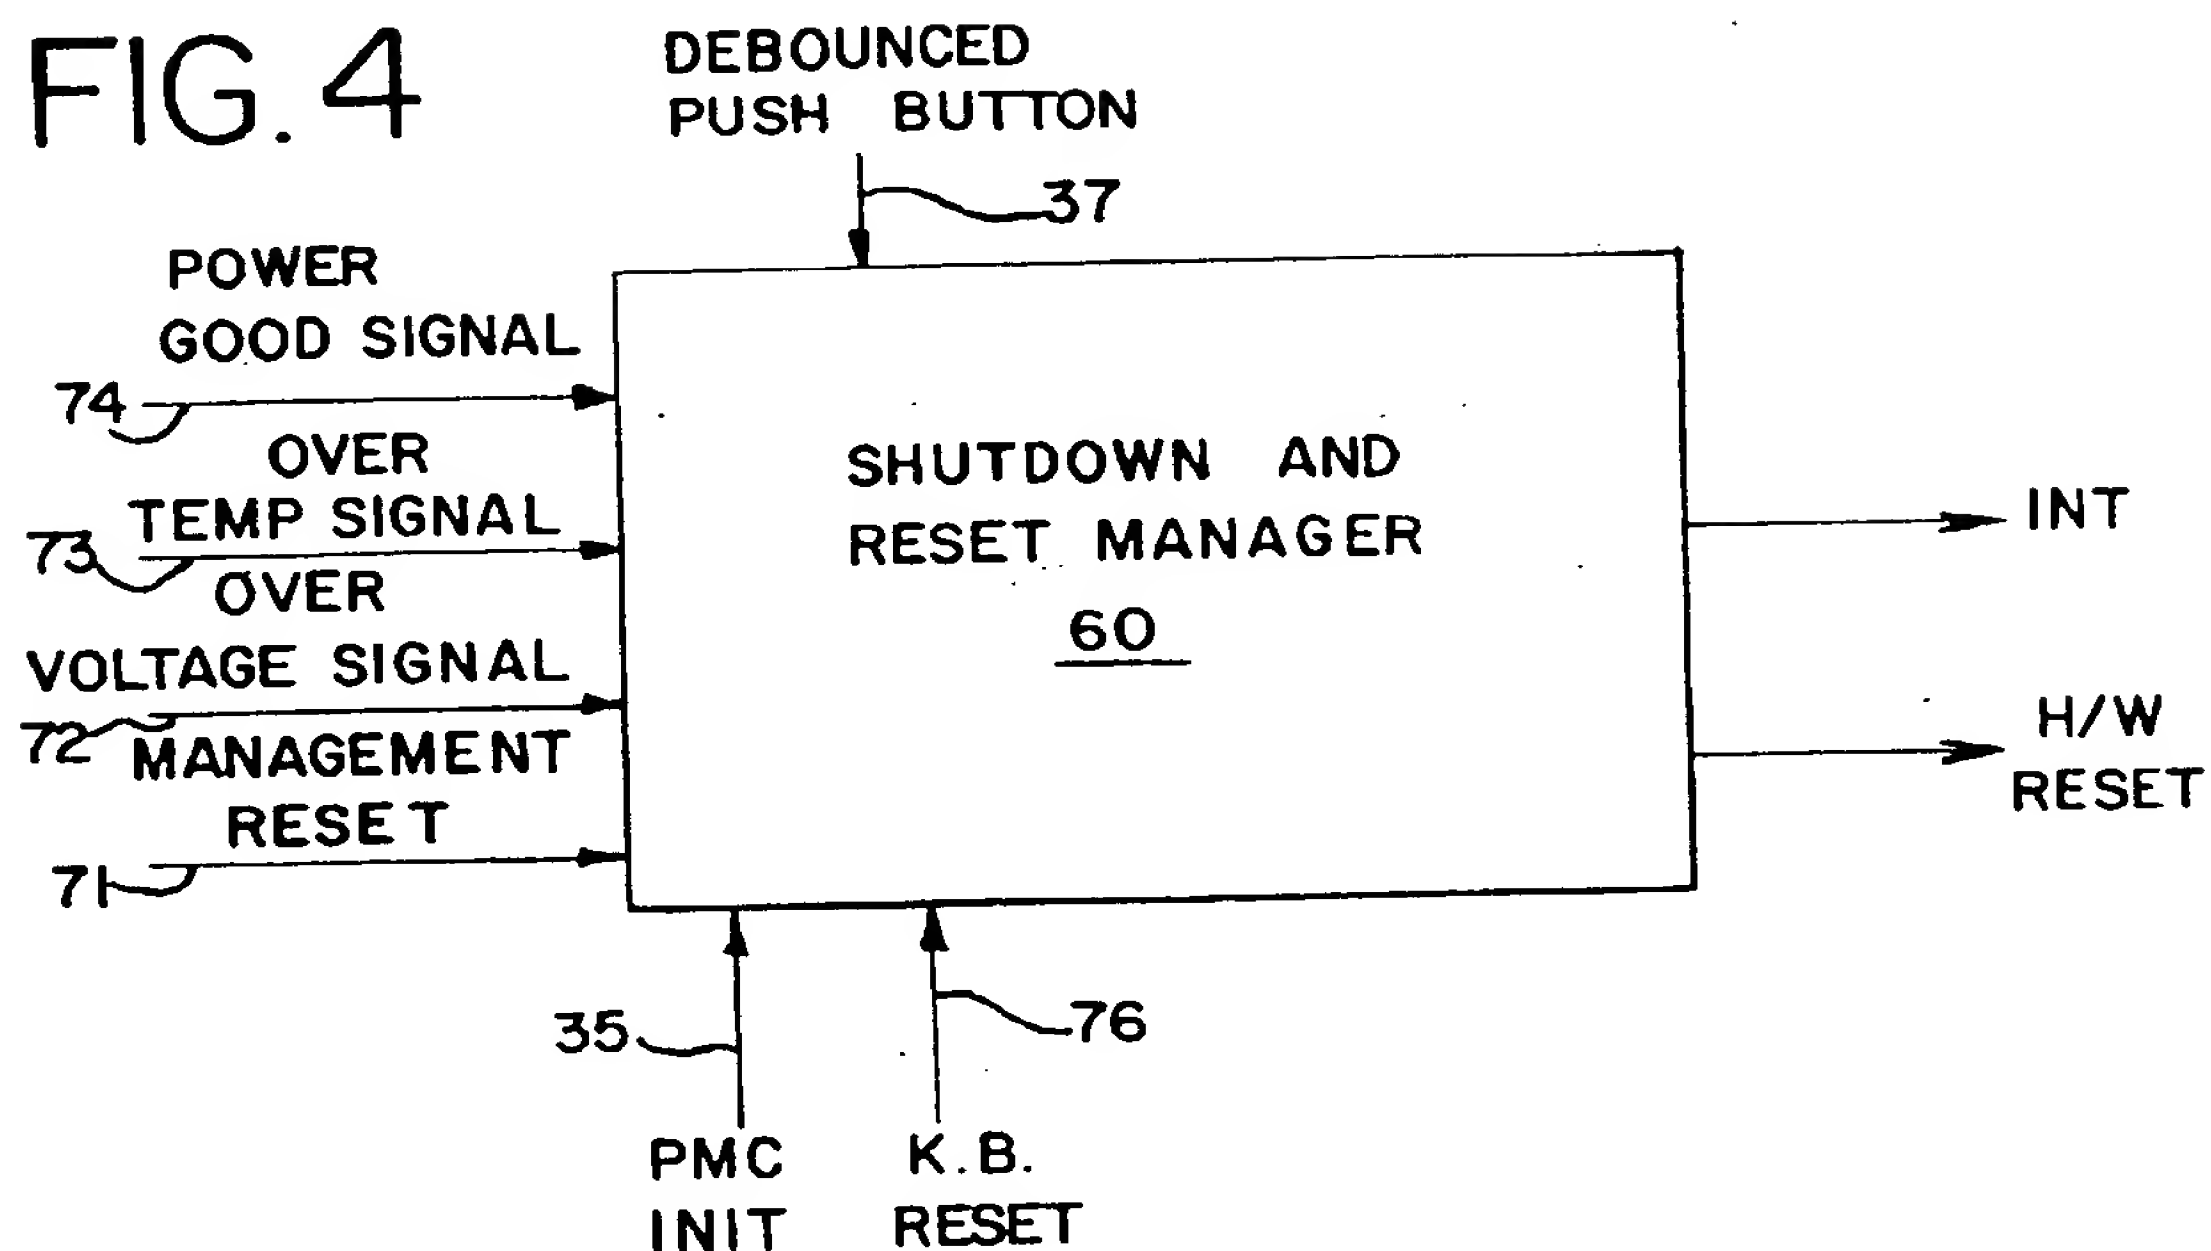 FIG. 4
DEBOUNCED
PUSH BUTTON
37
POWER
GOOD SIGNAL
74
OVER
TEMP SIGNAL
73
OVER
VOLTAGE SIGNAL
72
MANAGEMENT
RESET
71
SHUTDOWN AND
RESET MANAGER
60
INT
H/W
RESET
35
76
PMC
INIT
K.B.
RESET